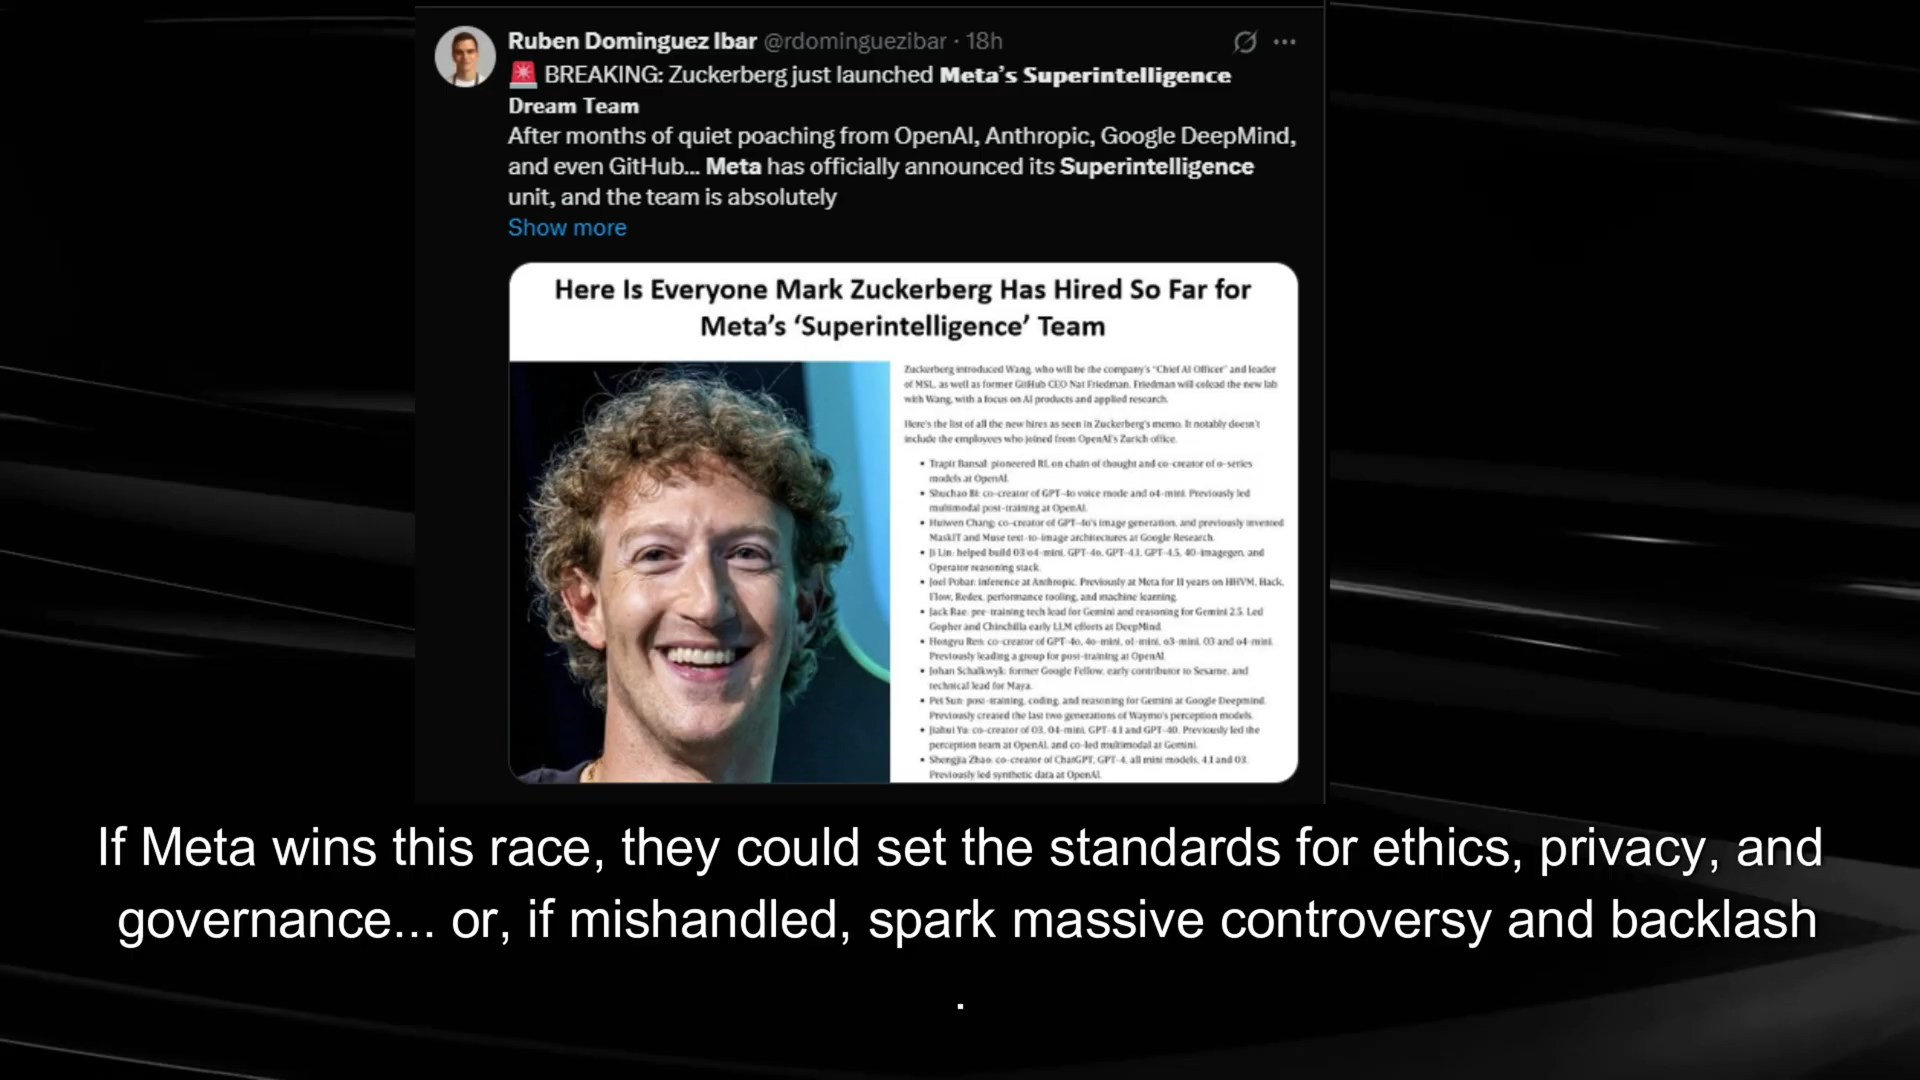 Ruben Dominguez Ibar @rdominguezibar · 18h
🚨 BREAKING: Zuckerberg just launched Meta's Superintelligence
Dream Team
After months of quiet poaching from OpenAI, Anthropic, Google DeepMind,
and even GitHub... Meta has officially announced its Superintelligence
unit, and the team is absolutely
Show more
Here Is Everyone Mark Zuckerberg Has Hired So Far for
Meta's 'Superintelligence' Team
Zuckerberg introduced Wang, who will be the company's "Chief AI Officer" and leader
of MSL, as well as former GitHub CEO Nat Friedman. Friedman will colead the new lab
with Wang, with a focus on AI products and applied research.
Here's the list of all the new hires as seen in Zuckerberg's memo. It notably doesn't
include the employees who joined from OpenAI's Zurich office.
• Trapit Bansal: pioneered RL on chain of thought and co-creator of o-series
models at OpenAI.
• Shuchao Bi: co-creator of GPT-4o voice mode and o4-mini. Previously led
multimodal post-training at OpenAI.
• Huiwen Chang: co-creator of GPT-4o's image generation, and previously invented
MaskIT and Muse text-to-image architectures at Google Research.
• Ji Lin: helped build O3/o4-mini, GPT-4o, GPT-4.1, GPT-4.5, 4O-imagegen, and
Operator reasoning stack.
• Joel Pobar: inference at Anthropic. Previously at Meta for 11 years on HHVM, Hack,
Flow, Redex, performance tooling, and machine learning.
• Jack Rae: pre-training tech lead for Gemini and reasoning for Gemini 2.5. Led
Gopher and Chinchilla early LLM efforts at DeepMind.
• Hongyu Ren: co-creator of GPT-4o, 4o-mini, o1-mini, o3-mini, O3 and o4-mini.
Previously leading a group for post-training at OpenAI.
• Johan Schalkwyk: former Google Fellow, early contributor to Sesame, and
technical lead for Maya.
• Pei Sun: post-training, coding, and reasoning for Gemini at Google Deepmind.
Previously created the last two generations of Waymo's perception models.
• Jiahui Yu: co-creator of O3, O4-mini, GPT-4.1 and GPT-4O. Previously led the
perception team at OpenAI, and co-led multimodal at Gemini.
• Shengjia Zhao: co-creator of ChatGPT, GPT-4, all mini models, 4.1 and O3.
Previously led synthetic data at OpenAI.
If Meta wins this race, they could set the standards for ethics, privacy, and
governance... or, if mishandled, spark massive controversy and backlash
.